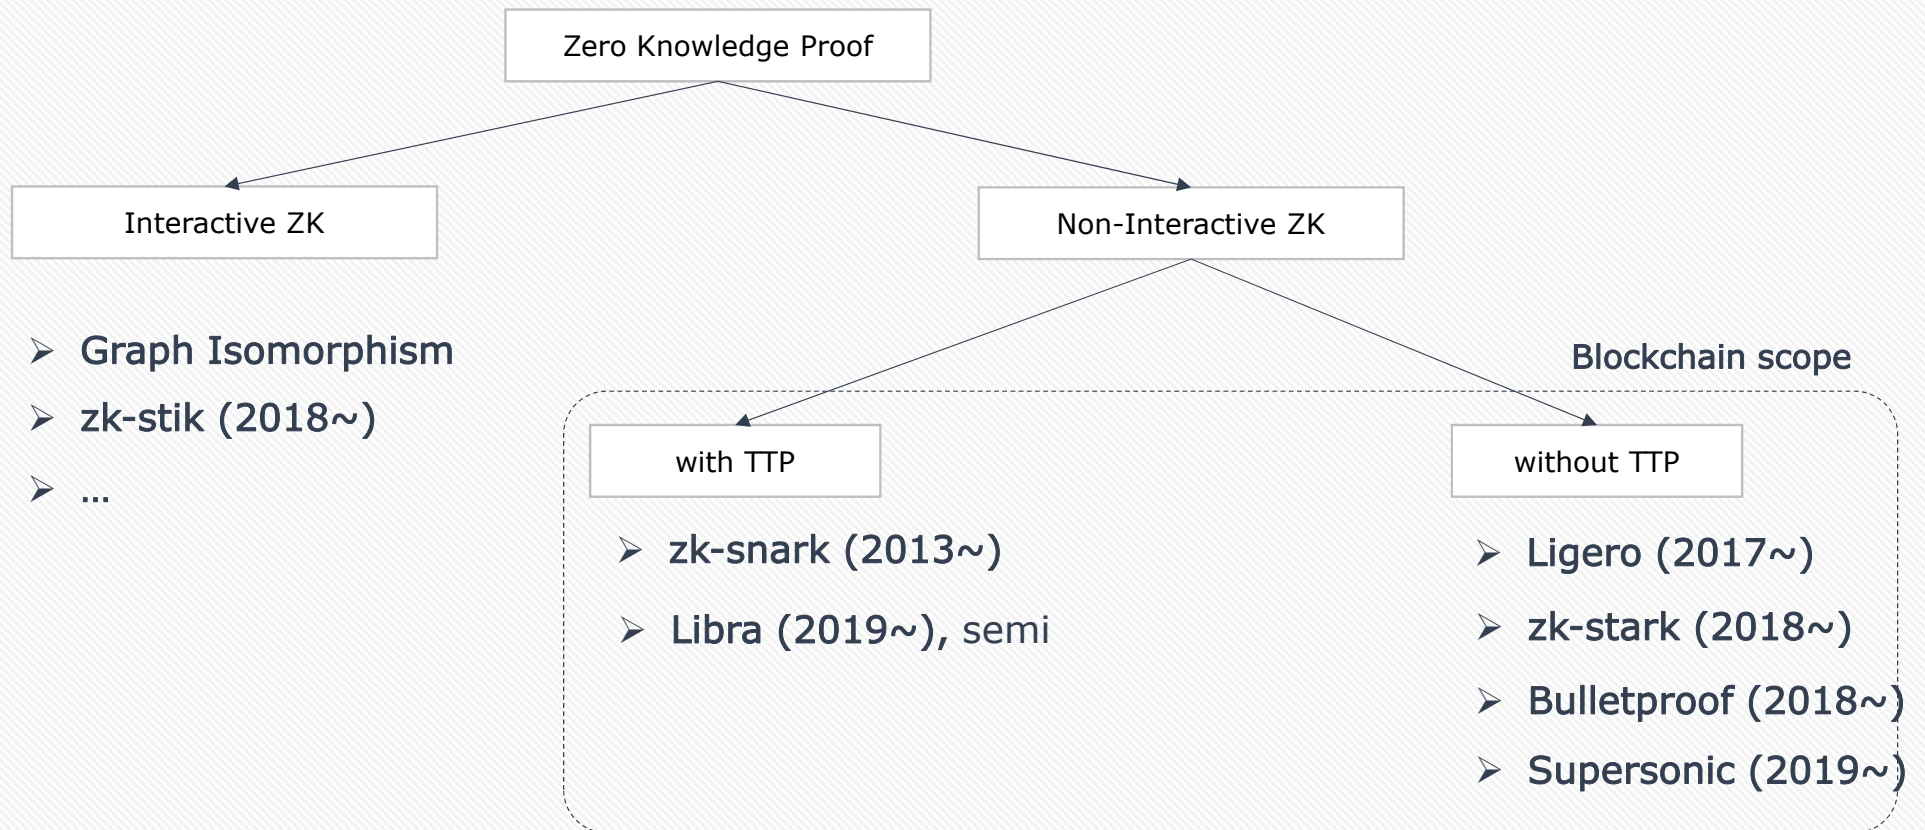 Zero Knowledge Proof
Interactive ZK
Non-Interactive ZK
➢ Graph Isomorphism
➢ zk-stik (2018~)
➢ ...
Blockchain scope
with TTP
without TTP
➢ zk-snark (2013~)
➢ Libra (2019~), semi
➢ Ligero (2017~)
➢ zk-stark (2018~)
➢ Bulletproof (2018~)
➢ Supersonic (2019~)